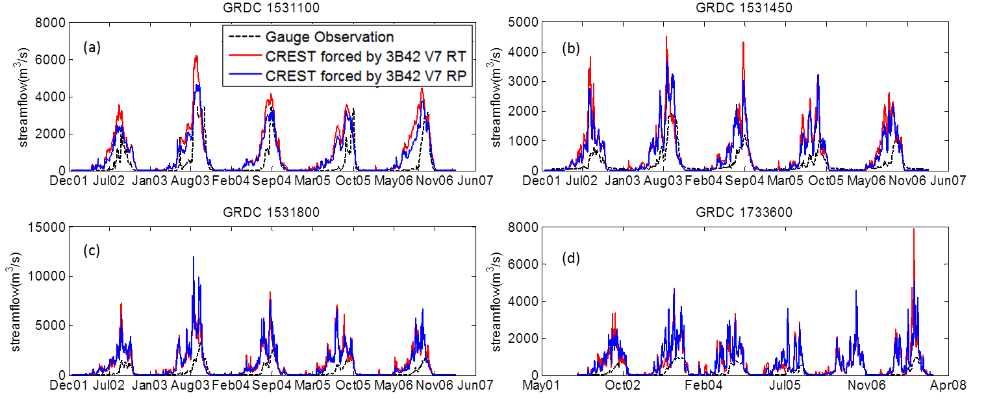 GRDC 1531100
8000
6000
4000
2000
0
streamflow(m³/s)
(a)
Gauge Observation
CREST forced by 3B42 V7 RT
CREST forced by 3B42 V7 RP
Dec01 Jul02 Jan03 Aug03 Feb04 Sep04 Mar05 Oct05 May06 Nov06 Jun07
GRDC 1531450
5000
4000
3000
2000
1000
0
streamflow(m³/s)
(b)
Dec01 Jul02 Jan03 Aug03 Feb04 Sep04 Mar05 Oct05 May06 Nov06 Jun07
GRDC 1531800
15000
10000
5000
0
streamflow(m³/s)
(c)
Dec01 Jul02 Jan03 Aug03 Feb04 Sep04 Mar05 Oct05 May06 Nov06 Jun07
GRDC 1733600
8000
6000
4000
2000
0
streamflow(m³/s)
(d)
May01 Oct02 Feb04 Jul05 Nov06 Apr08